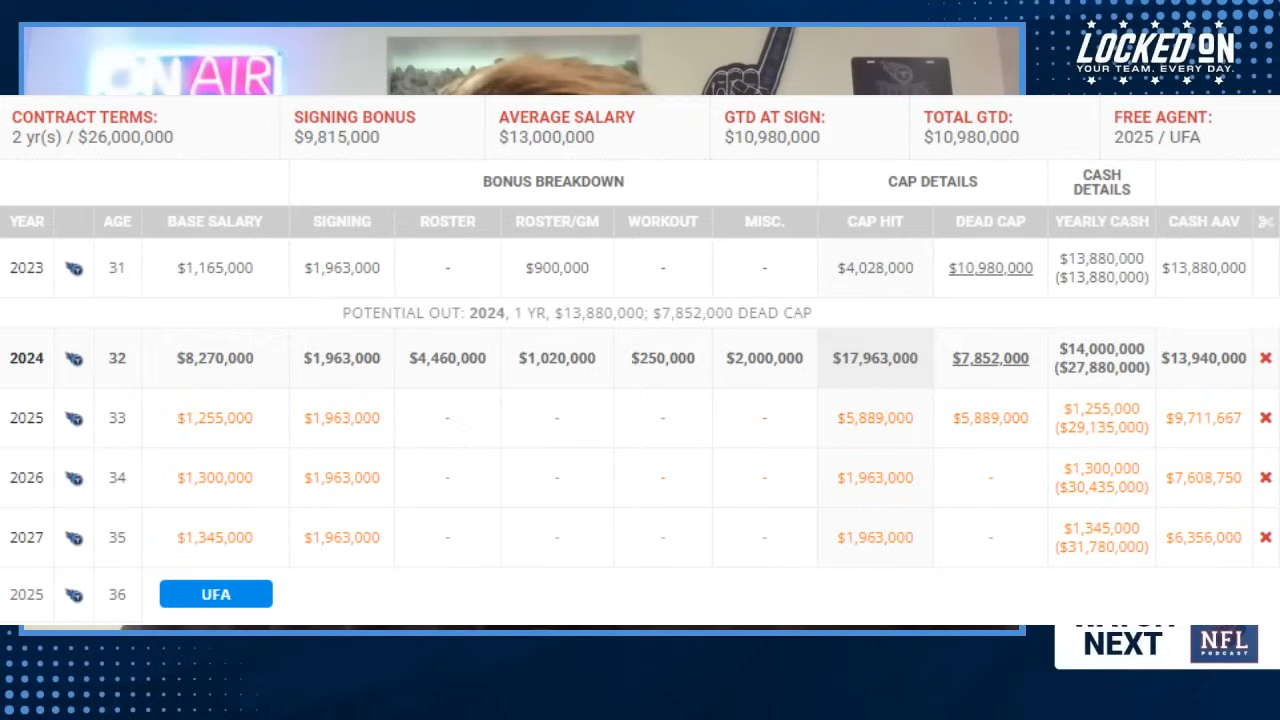 ON AIR
LOCKED ON
YOUR TEAM. EVERY DAY.
CONTRACT TERMS: SIGNING BONUS AVERAGE SALARY GTD AT SIGN: TOTAL GTD: FREE AGENT:
2 yr(s) / $26,000,000 $9,815,000 $13,000,000 $10,980,000 $10,980,000 2025 / UFA
BONUS BREAKDOWN CAP DETAILS CASH
DETAILS
YEAR AGE BASE SALARY SIGNING ROSTER ROSTER/GM WORKOUT MISC. CAP HIT DEAD CAP YEARLY CASH CASH AAV
2023 31 $1,165,000 $1,963,000 - $900,000 - - $4,028,000 $10,980,000 $13,880,000 $13,880,000
($13,880,000)
POTENTIAL OUT: 2024, 1 YR, $13,880,000; $7,852,000 DEAD CAP
2024 32 $8,270,000 $1,963,000 $4,460,000 $1,020,000 $250,000 $2,000,000 $17,963,000 $7,852,000 $14,000,000 $13,940,000
($27,880,000)
2025 33 $1,255,000 $1,963,000 - - - - $5,889,000 $5,889,000 $1,255,000 $9,711,667
($29,135,000)
2026 34 $1,300,000 $1,963,000 - - - - $1,963,000 - $1,300,000 $7,608,750
($30,435,000)
2027 35 $1,345,000 $1,963,000 - - - - $1,963,000 - $1,345,000 $6,356,000
($31,780,000)
2025 36 UFA
NEXT
NFL
PODCAST